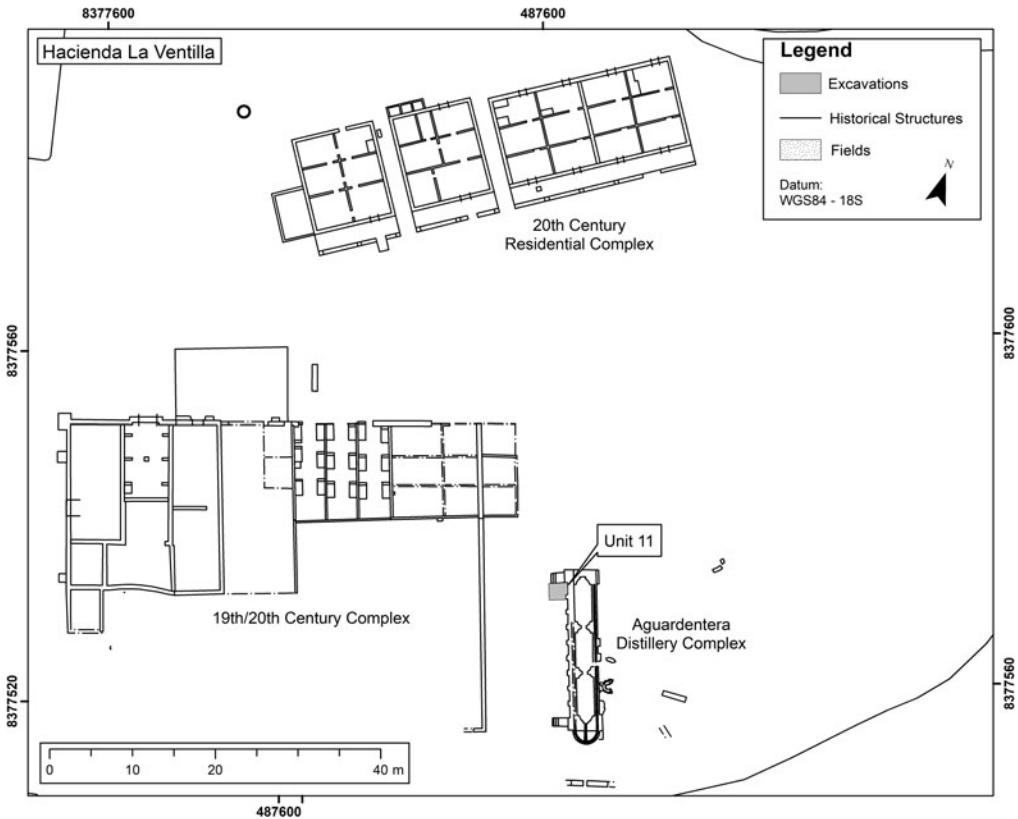 8377600
487600
Hacienda La Ventilla
Legend
Excavations
Historical Structures
Fields
Datum:
WGS84 - 18S
N
20th Century
Residential Complex
8377560
8377600
Unit 11
19th/20th Century Complex
Aguardentera
Distillery Complex
8377520
8377560
0 10 20 40 m
487600